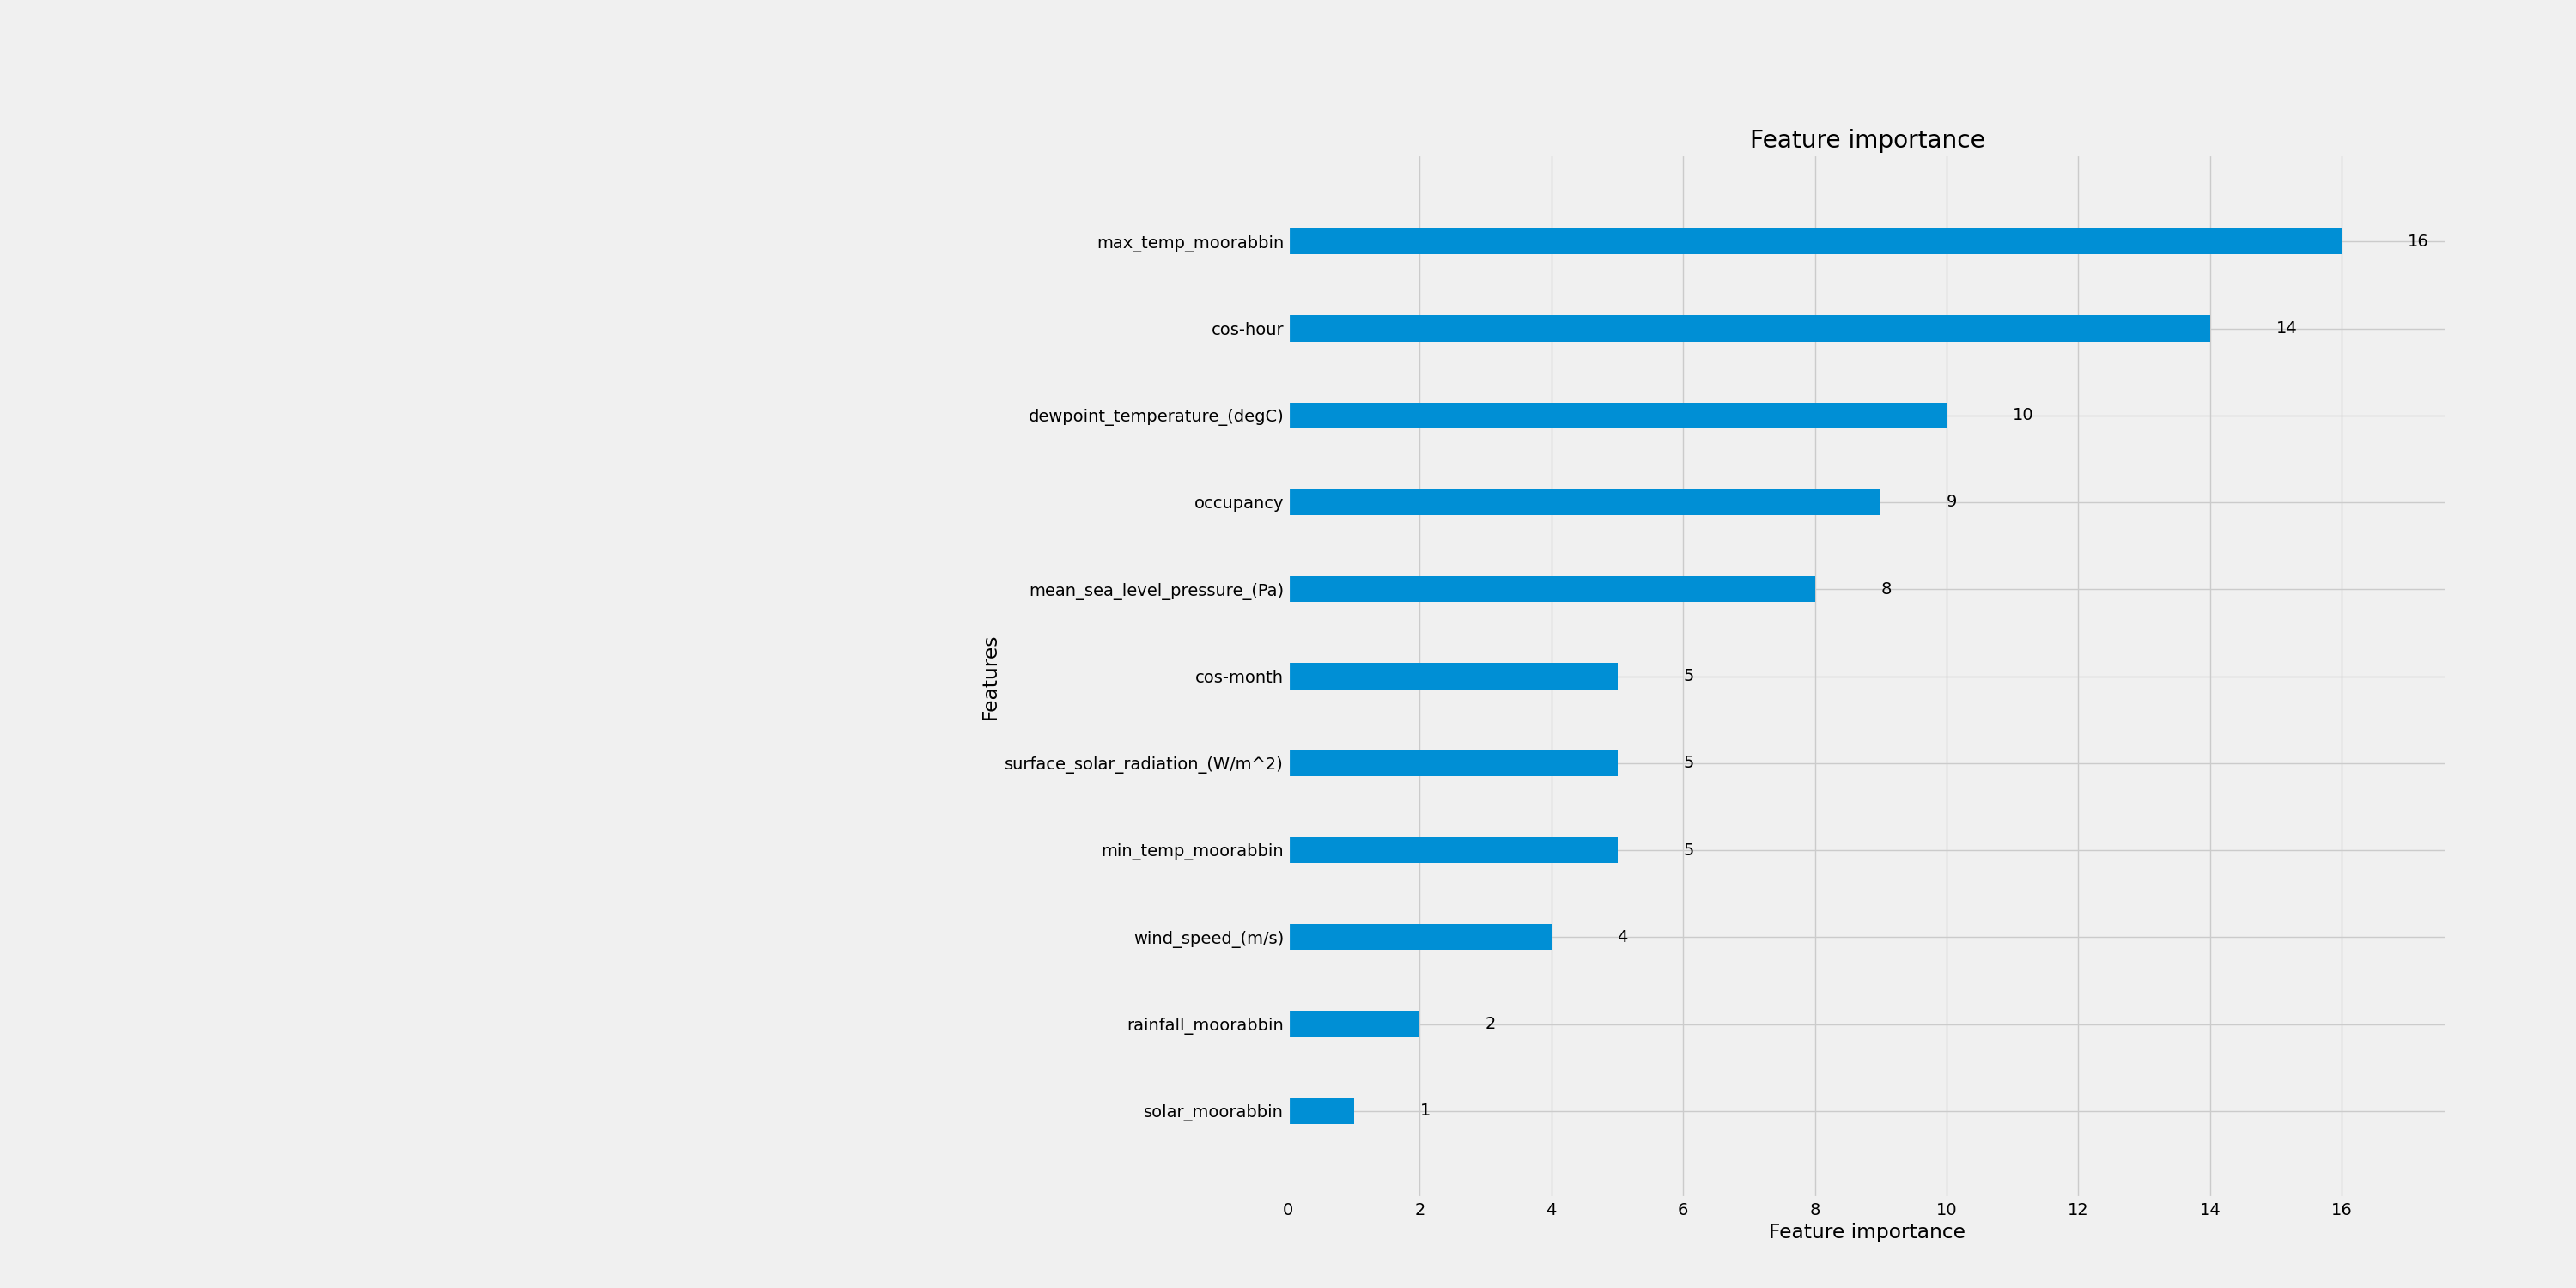 Feature importance
max_temp_moorabbin 16
cos-hour 14
dewpoint_temperature_(degC) 10
occupancy 9
mean_sea_level_pressure_(Pa) 8
cos-month 5
Features
surface_solar_radiation_(W/m^2) 5
min_temp_moorabbin 5
wind_speed_(m/s) 4
rainfall_moorabbin 2
solar_moorabbin 1
0 2 4 6 8 10 12 14 16
Feature importance